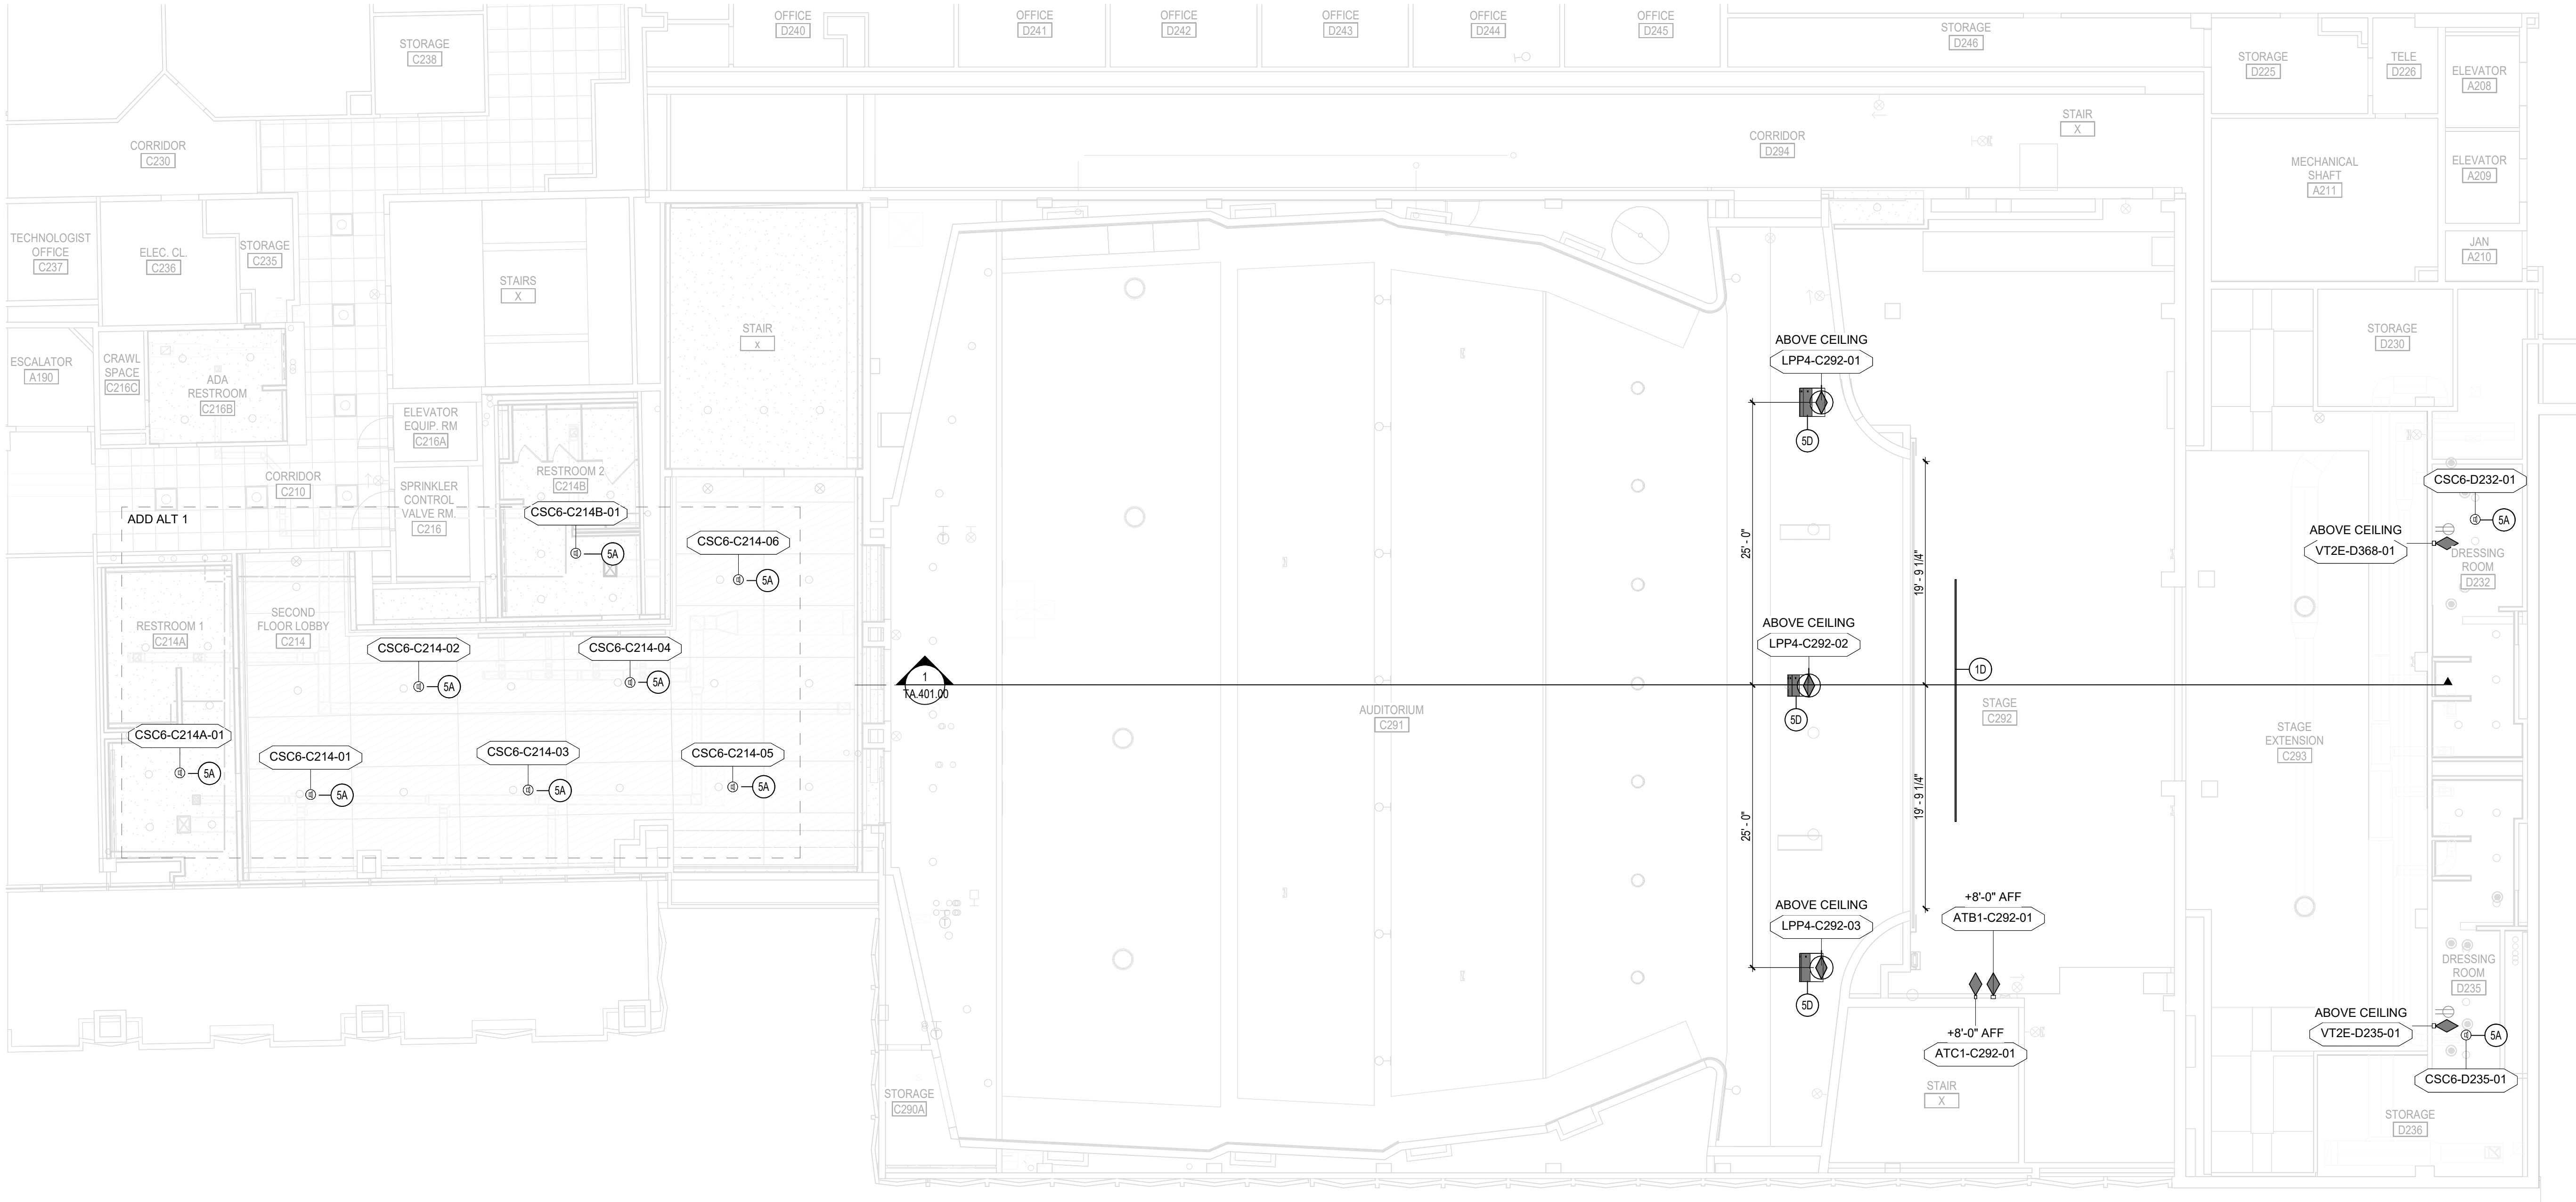 OFFICE
D240
OFFICE
D241
OFFICE
D242
OFFICE
D243
OFFICE
D244
OFFICE
D245
STORAGE
D246
STORAGE
C238
STORAGE
D225
TELE
D226
ELEVATOR
A208
STAIR
X
CORRIDOR
D294
CORRIDOR
C230
MECHANICAL
SHAFT
A211
ELEVATOR
A209
TECHNOLOGIST
OFFICE
C237
ELEC. CL.
C236
STORAGE
C235
JAN
A210
STAIRS
X
STAIR
x
STORAGE
D230
ESCALATOR
A190
CRAWL
SPACE
C216C
ADA
RESTROOM
C216B
ABOVE CEILING
LPP4-C292-01
5D
ELEVATOR
EQUIP. RM
C216A
CORRIDOR
C210
SPRINKLER
CONTROL
VALVE RM.
C216
RESTROOM 2
C214B
CSC6-C214B-01
5A
ADD ALT 1
CSC6-C214-06
5A
25' - 0"
19' - 9 1/4"
CSC6-D232-01
5A
ABOVE CEILING
VT2E-D368-01
DRESSING
ROOM
D232
RESTROOM 1
C214A
SECOND
FLOOR LOBBY
C214
CSC6-C214-02
5A
CSC6-C214-04
5A
ABOVE CEILING
LPP4-C292-02
5D
1
TA.401.00
1D
AUDITORIUM
C291
STAGE
C292
STAGE
EXTENSION
C293
CSC6-C214A-01
5A
CSC6-C214-01
5A
CSC6-C214-03
5A
CSC6-C214-05
5A
25' - 0"
19' - 9 1/4"
ABOVE CEILING
LPP4-C292-03
5D
+8'-0" AFF
ATB1-C292-01
+8'-0" AFF
ATC1-C292-01
DRESSING
ROOM
D235
ABOVE CEILING
VT2E-D235-01
5A
CSC6-D235-01
STORAGE
C290A
STAIR
X
STORAGE
D236